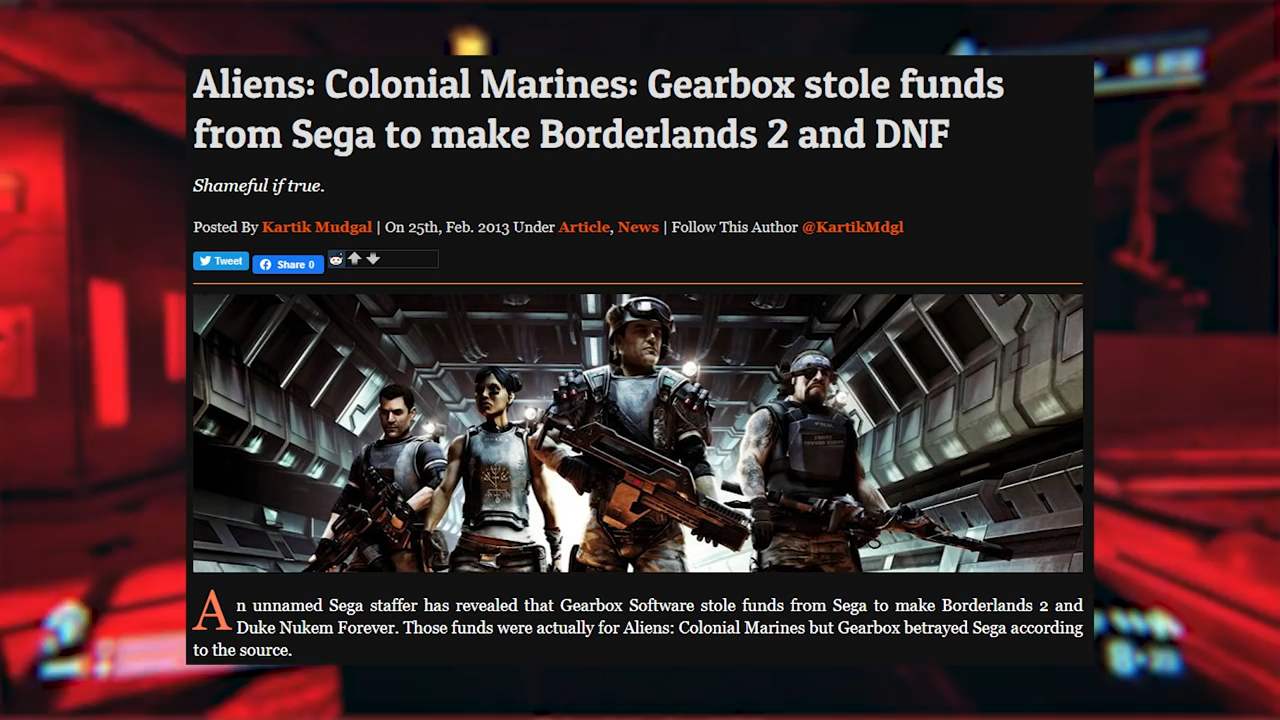 Aliens: Colonial Marines: Gearbox stole funds
from Sega to make Borderlands 2 and DNF
Shameful if true.
Posted By Kartik Mudgal | On 25th, Feb. 2013 Under Article, News | Follow This Author @KartikMdgl
Tweet
Share 0
An unnamed Sega staffer has revealed that Gearbox Software stole funds from Sega to make Borderlands 2 and
Duke Nukem Forever. Those funds were actually for Aliens: Colonial Marines but Gearbox betrayed Sega according
to the source.